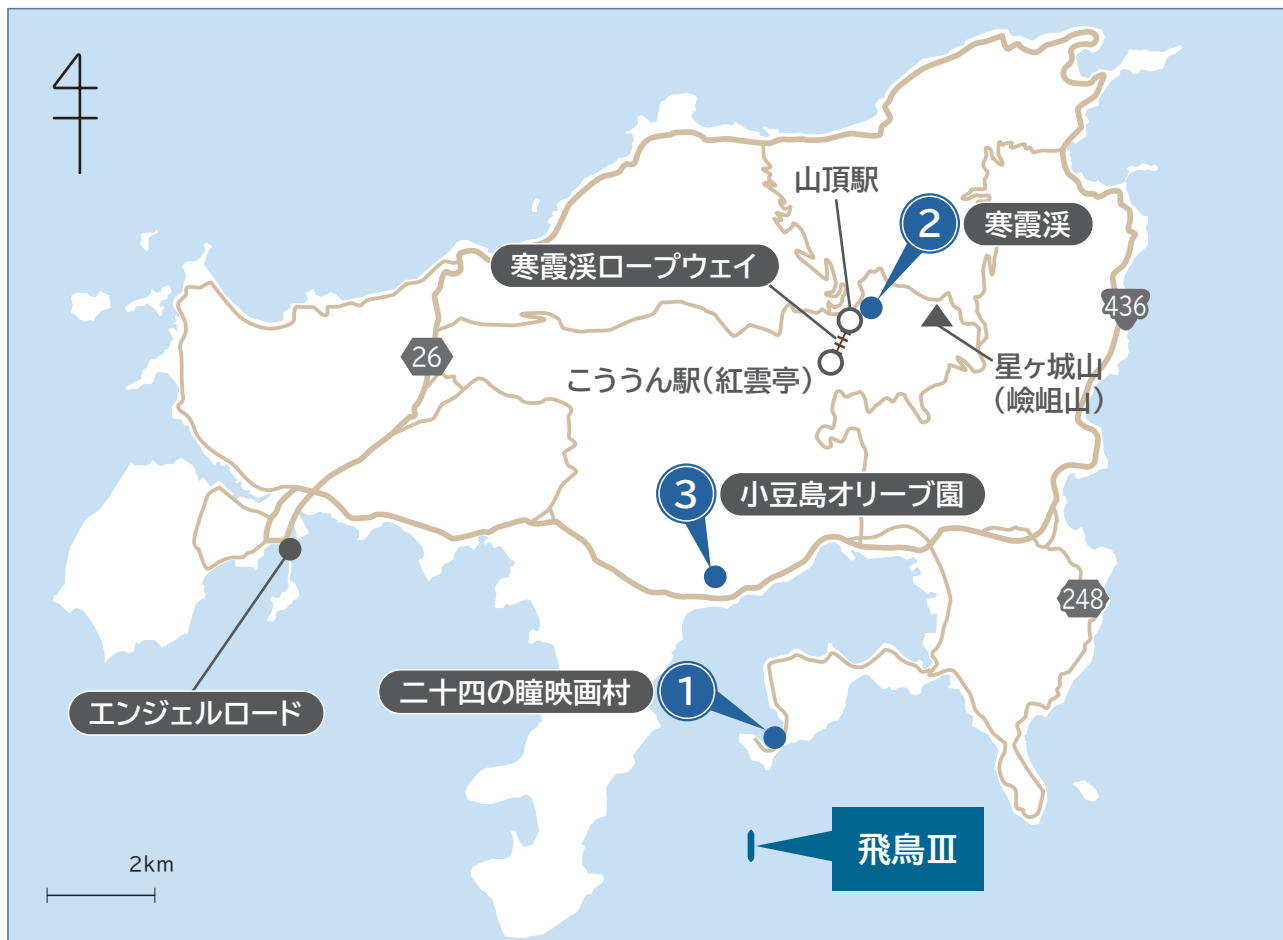 山頂駅
2
寒霞渓
寒霞渓ロープウェイ
436
26
こううん駅(紅雲亭)
星ヶ城山
(嶮岨山)
3
小豆島オリーブ園
248
二十四の瞳映画村
1
エンジェルロード
飛鳥Ⅲ
2km